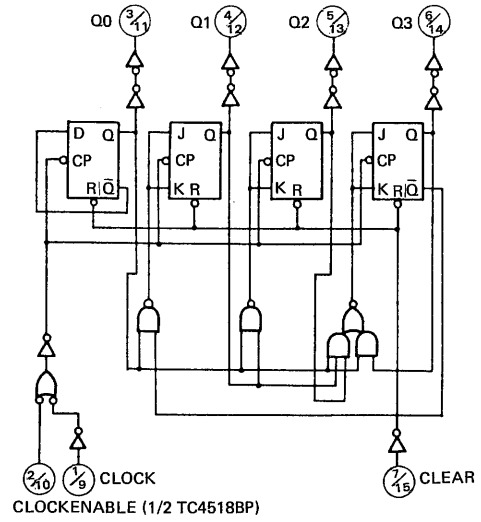 Q0 3/11 Q1 4/12 Q2 5/13 Q3 6/14
D Q J Q J Q J Q
CP CP CP CP
R Q̅ K R K R K R Q̅
2/10 1/9 CLOCK 7/15 CLEAR
CLOCKENABLE (1/2 TC4518BP)